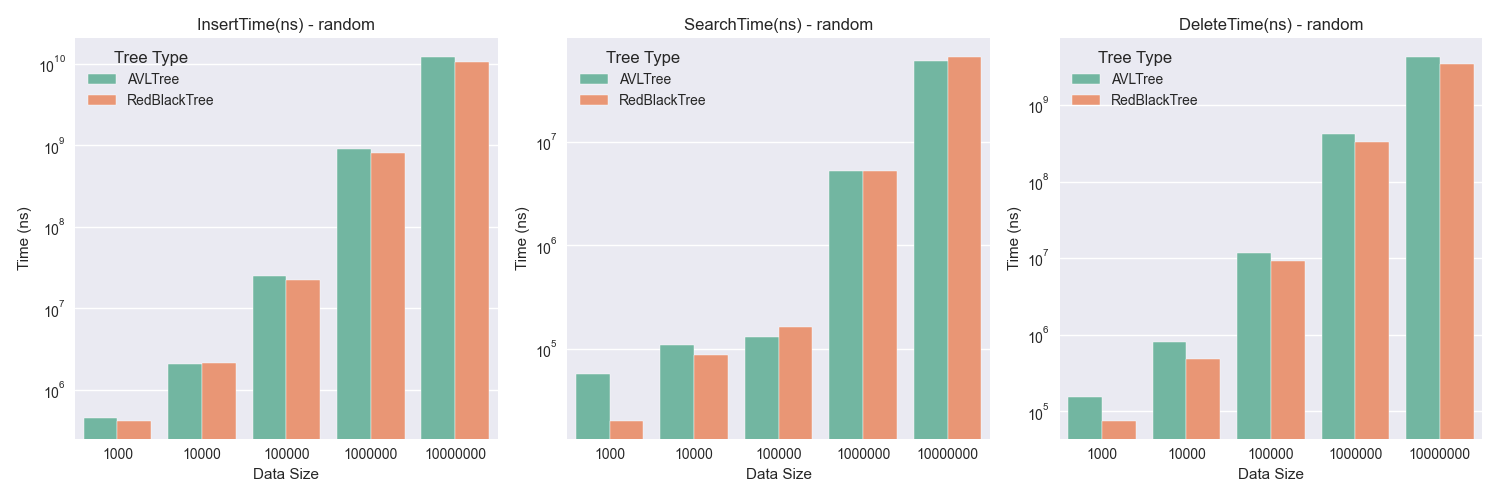 InsertTime(ns) - random
Tree Type
AVLTree
RedBlackTree
10^10
10^9
10^8
10^7
10^6
Time (ns)
1000 10000 100000 1000000 10000000
Data Size
SearchTime(ns) - random
Tree Type
AVLTree
RedBlackTree
10^7
10^6
10^5
Time (ns)
1000 10000 100000 1000000 10000000
Data Size
DeleteTime(ns) - random
Tree Type
AVLTree
RedBlackTree
10^9
10^8
10^7
10^6
10^5
Time (ns)
1000 10000 100000 1000000 10000000
Data Size